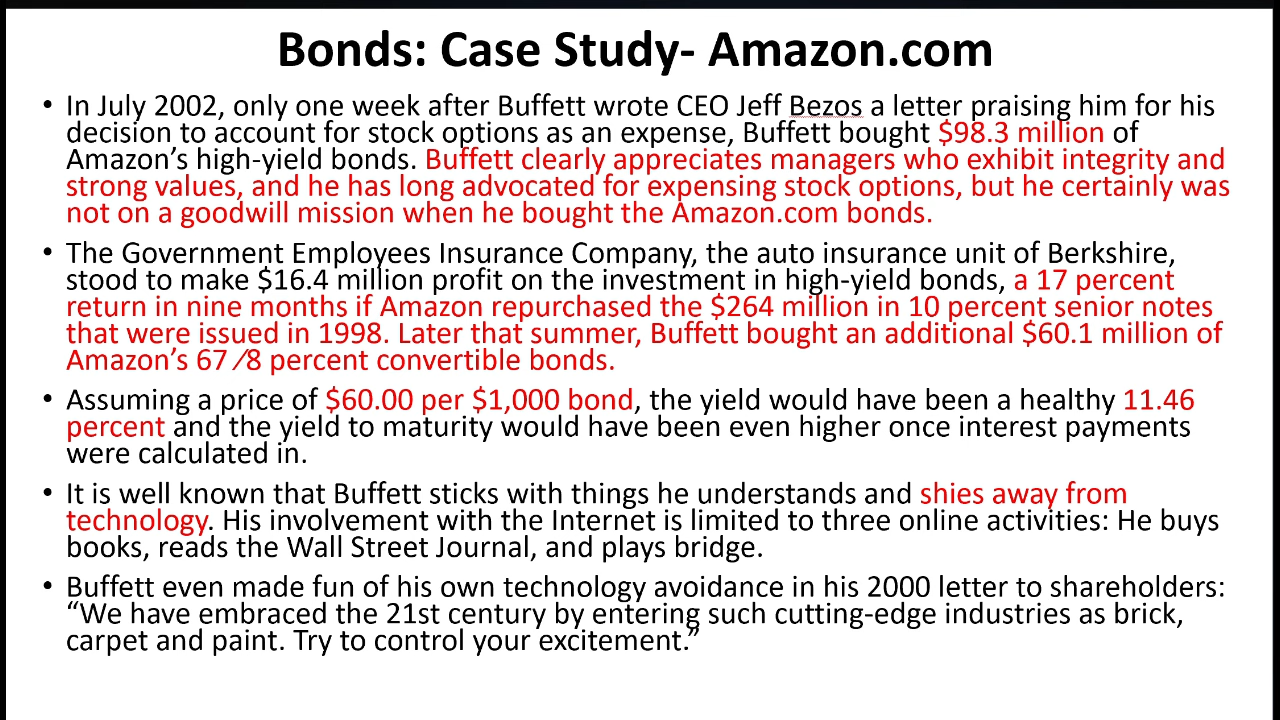 Bonds: Case Study- Amazon.com
• In July 2002, only one week after Buffett wrote CEO Jeff Bezos a letter praising him for his
decision to account for stock options as an expense, Buffett bought $98.3 million of
Amazon’s high-yield bonds. Buffett clearly appreciates managers who exhibit integrity and
strong values, and he has long advocated for expensing stock options, but he certainly was
not on a goodwill mission when he bought the Amazon.com bonds.
• The Government Employees Insurance Company, the auto insurance unit of Berkshire,
stood to make $16.4 million profit on the investment in high-yield bonds, a 17 percent
return in nine months if Amazon repurchased the $264 million in 10 percent senior notes
that were issued in 1998. Later that summer, Buffett bought an additional $60.1 million of
Amazon’s 67 ⁄8 percent convertible bonds.
• Assuming a price of $60.00 per $1,000 bond, the yield would have been a healthy 11.46
percent and the yield to maturity would have been even higher once interest payments
were calculated in.
• It is well known that Buffett sticks with things he understands and shies away from
technology. His involvement with the Internet is limited to three online activities: He buys
books, reads the Wall Street Journal, and plays bridge.
• Buffett even made fun of his own technology avoidance in his 2000 letter to shareholders:
“We have embraced the 21st century by entering such cutting-edge industries as brick,
carpet and paint. Try to control your excitement.”